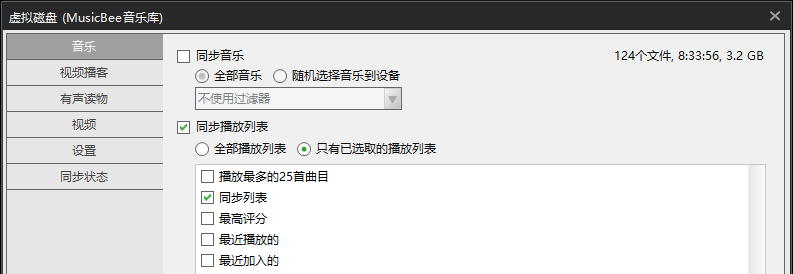 虚拟磁盘 (MusicBee音乐库)
音乐
视频播客
有声读物
视频
设置
同步状态
同步音乐
124个文件, 8:33:56, 3.2 GB
全部音乐 随机选择音乐到设备
不使用过滤器
同步播放列表
全部播放列表 只有已选取的播放列表
播放最多的25首曲目
同步列表
最高评分
最近播放的
最近加入的